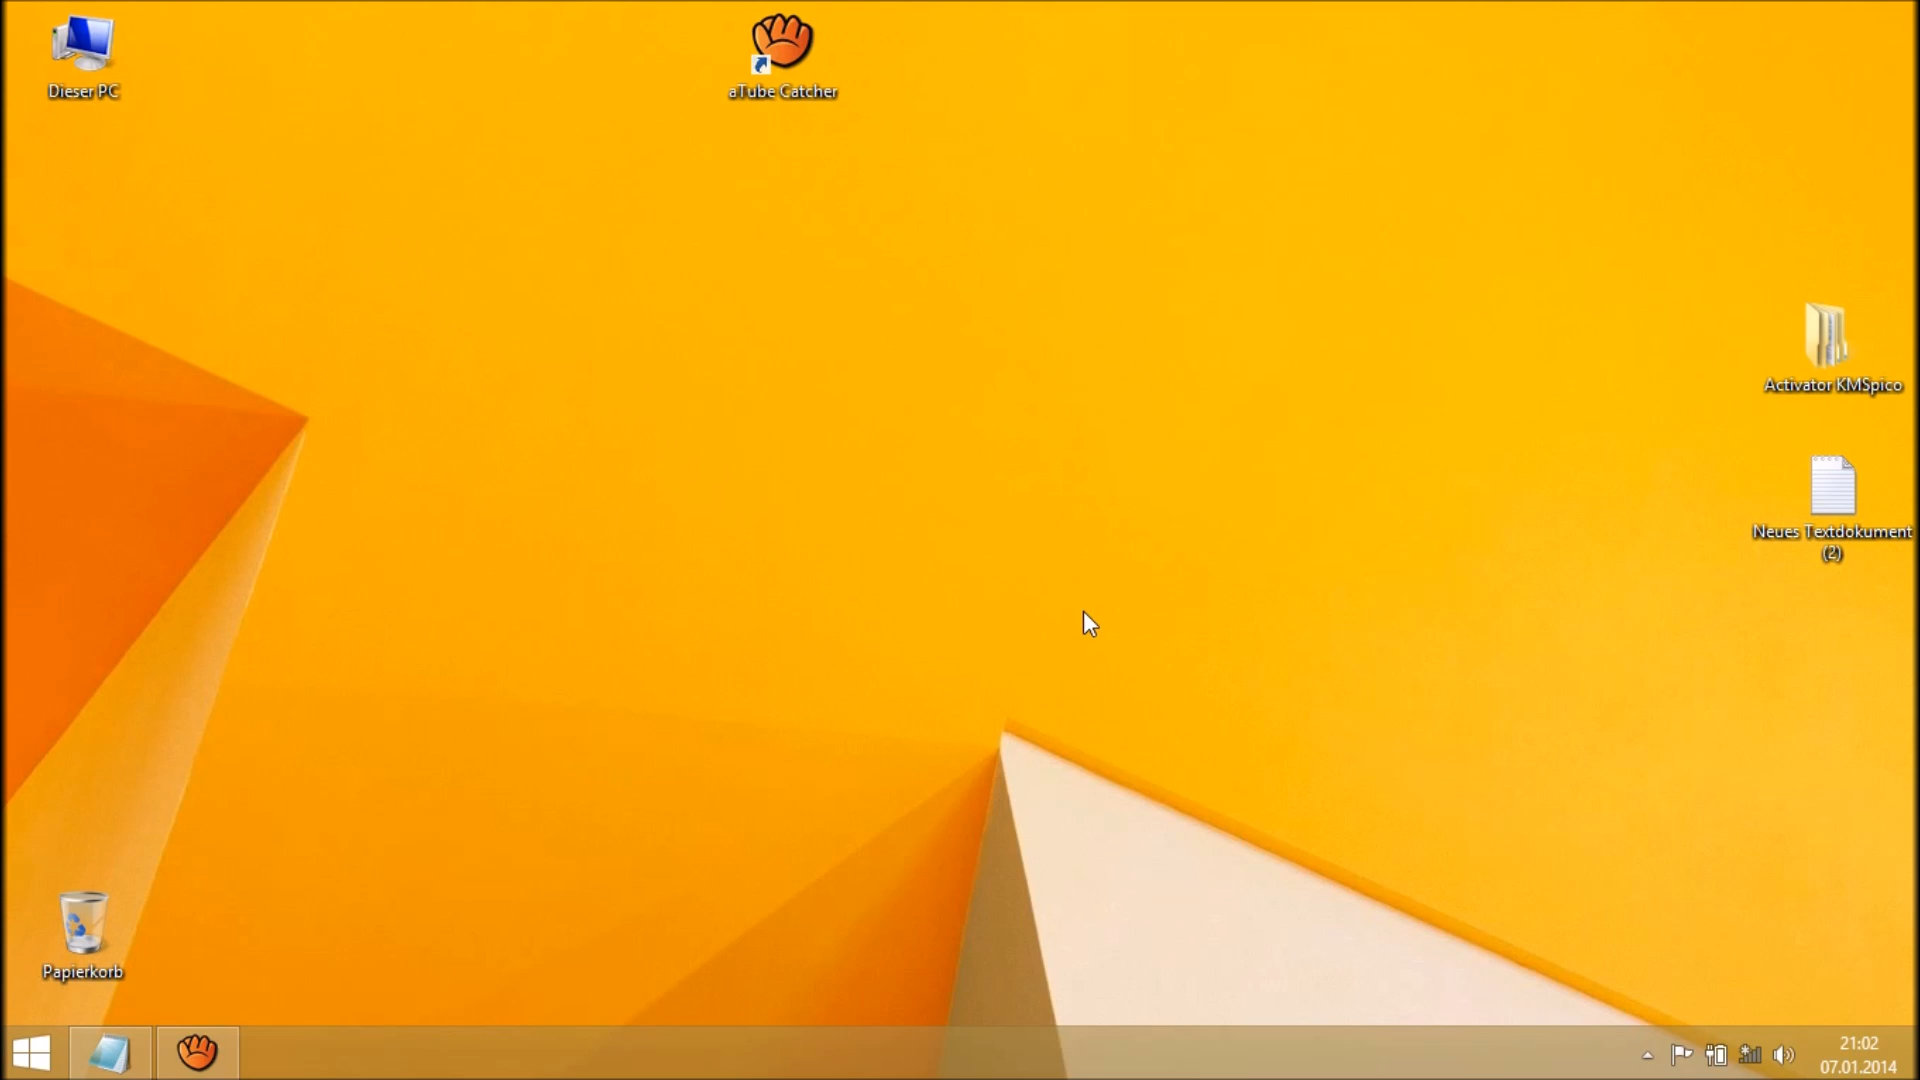 Dieser PC
aTube Catcher
Activator KMSpico
Neues Textdokument
(2)
Papierkorb
21:02
07.01.2014